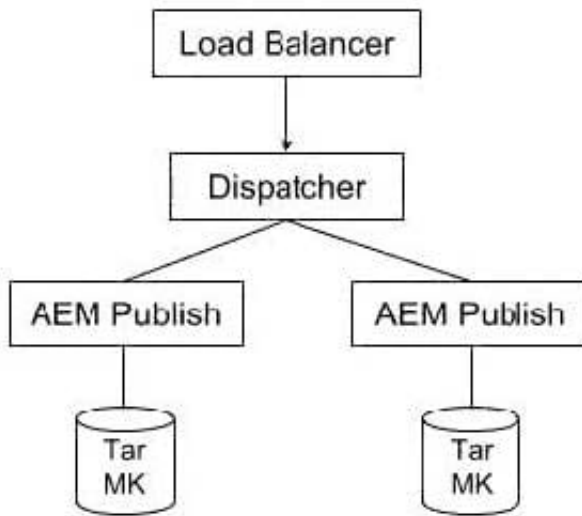 Load Balancer
Dispatcher
AEM Publish
AEM Publish
Tar
MK
Tar
MK